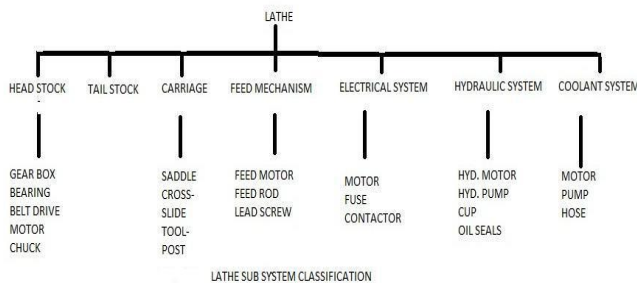 LATHE
HEAD STOCK
-
TAIL STOCK
CARRIAGE
FEED MECHANISM
ELECTRICAL SYSTEM
HYDRAULIC SYSTEM
COOLANT SYSTEM
GEAR BOX
BEARING
BELT DRIVE
MOTOR
CHUCK
SADDLE
CROSS-
SLIDE
TOOL-
POST
FEED MOTOR
FEED ROD
LEAD SCREW
MOTOR
FUSE
CONTACTOR
HYD. MOTOR
HYD. PUMP
CUP
OIL SEALS
MOTOR
PUMP
HOSE
LATHE SUB SYSTEM CLASSIFICATION